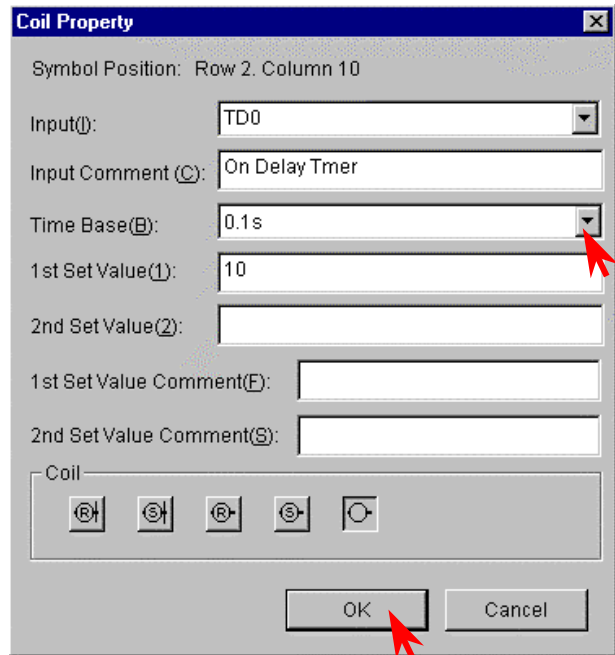 Coil Property
Symbol Position: Row 2. Column 10
Input(I): TD0
Input Comment (C): On Delay Tmer
Time Base(B): 0.1s
1st Set Value(1): 10
2nd Set Value(2):
1st Set Value Comment(F):
2nd Set Value Comment(S):
Coil
R S R S
OK Cancel